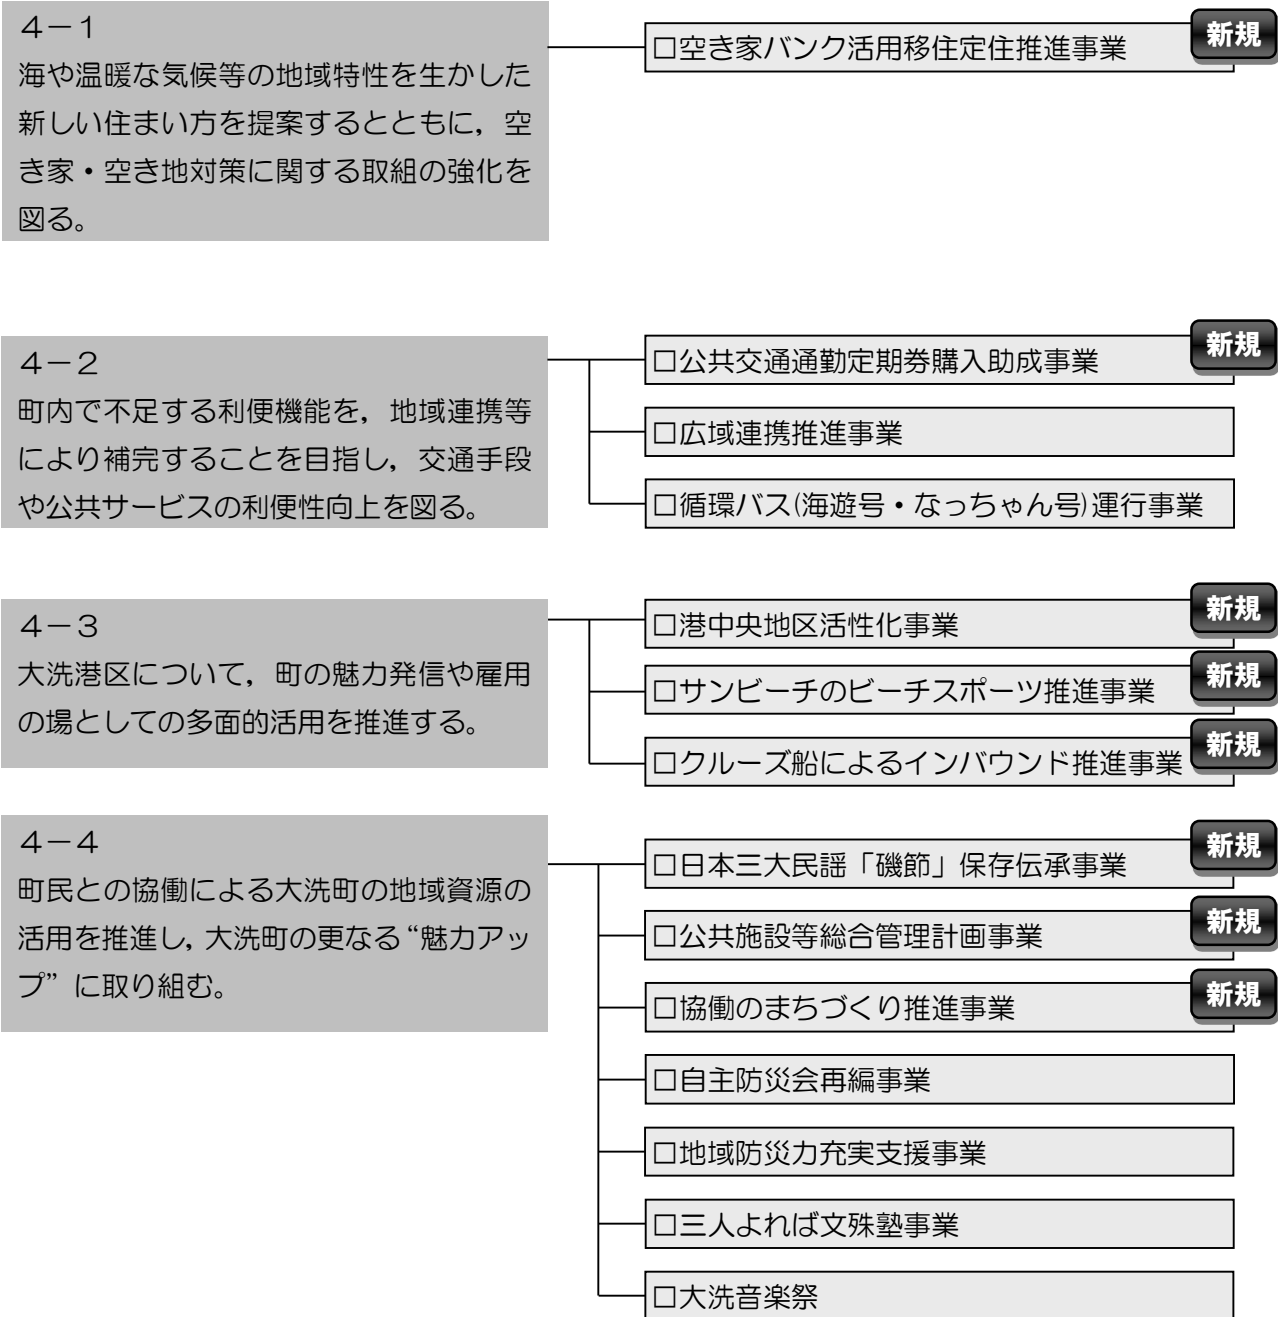 ４－１
海や温暖な気候等の地域特性を生かした
新しい住まい方を提案するとともに，空
き家・空き地対策に関する取組の強化を
図る。
□空き家バンク活用移住定住推進事業
新規
４－２
町内で不足する利便機能を，地域連携等
により補完することを目指し，交通手段
や公共サービスの利便性向上を図る。
□公共交通通勤定期券購入助成事業
新規
□広域連携推進事業
□循環バス(海遊号・なっちゃん号)運行事業
４－３
大洗港区について，町の魅力発信や雇用
の場としての多面的活用を推進する。
□港中央地区活性化事業
新規
□サンビーチのビーチスポーツ推進事業
新規
□クルーズ船によるインバウンド推進事業
新規
４－４
町民との協働による大洗町の地域資源の
活用を推進し，大洗町の更なる“魅力アッ
プ”に取り組む。
□日本三大民謡「磯節」保存伝承事業
新規
□公共施設等総合管理計画事業
新規
□協働のまちづくり推進事業
新規
□自主防災会再編事業
□地域防災力充実支援事業
□三人よれば文殊塾事業
□大洗音楽祭